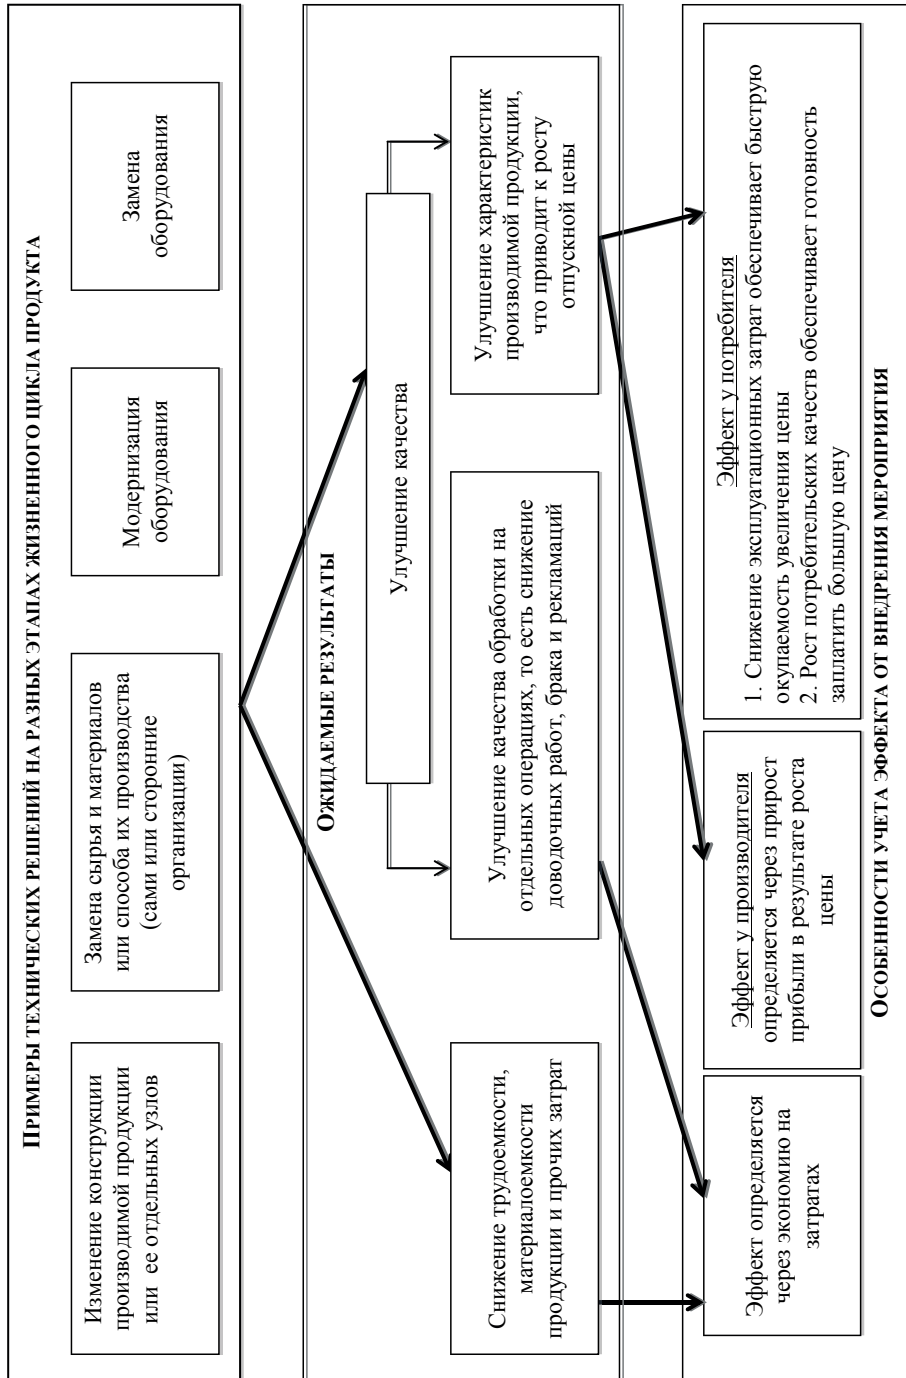 ПРИМЕРЫ ТЕХНИЧЕСКИХ РЕШЕНИЙ НА РАЗНЫХ ЭТАПАХ ЖИЗНЕННОГО ЦИКЛА ПРОДУКТА
Изменение конструкции
производимой продукции
или ее отдельных узлов
Замена сырья и материалов
или способа их производства
(сами или сторонние
организации)
Модернизация
оборудования
Замена
оборудования
ОЖИДАЕМЫЕ РЕЗУЛЬТАТЫ
Улучшение качества
Снижение трудоемкости,
материалоемкости
продукции и прочих затрат
Улучшение качества обработки на
отдельных операциях, то есть снижение
доводочных работ, брака и рекламаций
Улучшение характеристик
производимой продукции,
что приводит к росту
отпускной цены
Эффект определяется
через экономию на
затратах
Эффект у производителя
определяется через прирост
прибыли в результате роста
цены
Эффект у потребителя
1. Снижение эксплуатационных затрат обеспечивает быструю
окупаемость увеличения цены
2. Рост потребительских качеств обеспечивает готовность
заплатить большую цену
ОСОБЕННОСТИ УЧЕТА ЭФФЕКТА ОТ ВНЕДРЕНИЯ МЕРОПРИЯТИЯ